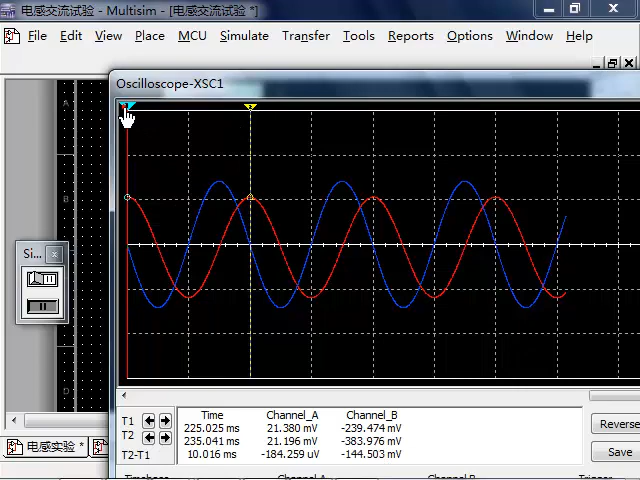 电感交流试验 - Multisim - [电感交流试验 *]
File Edit View Place MCU Simulate Transfer Tools Reports Options Window Help
Oscilloscope-XSC1
A
B
D
Si... x
Time Channel_A Channel_B
T1 225.025 ms 21.380 mV -239.474 mV
T2 235.041 ms 21.196 mV -383.976 mV
T2-T1 10.016 ms -184.259 uV -144.503 mV
Reverse
Save
电感实验 *
Timebase Channel A Channel B Trigger